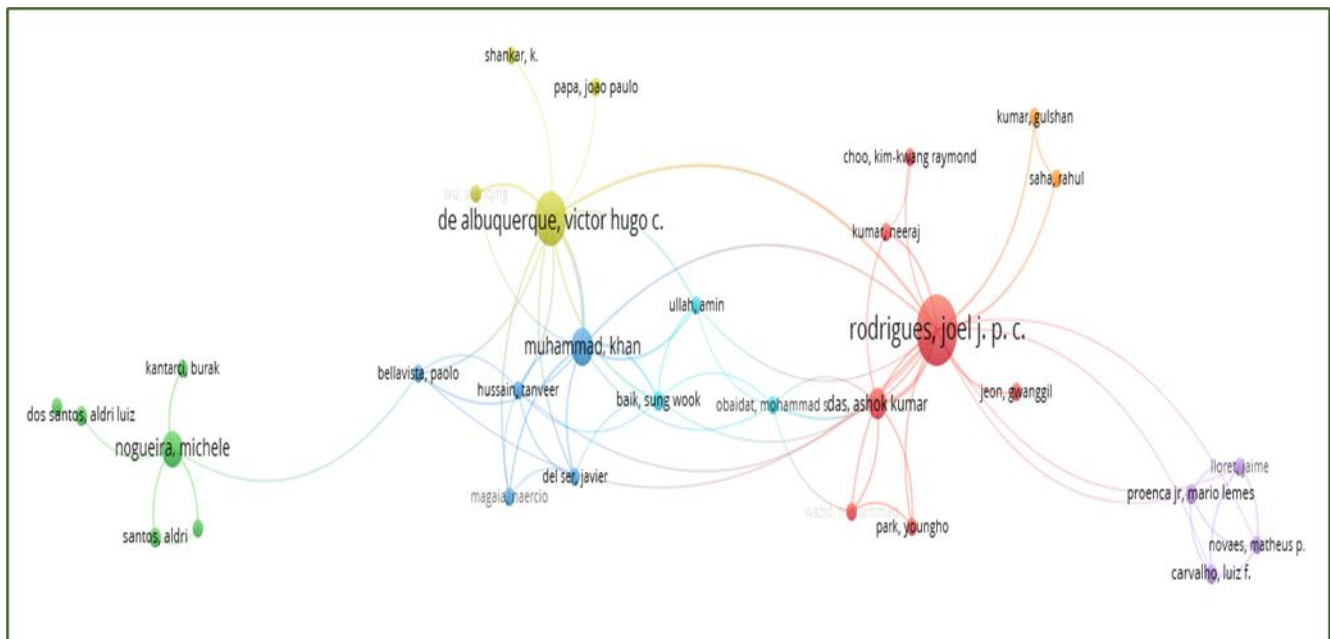 shankar, k.
papa, joao paulo
kumar, gulshan
choo, kim-kwang raymond
saha, rahul
de albuquerque, victor hugo c.
kumar, neeraj
ullah, amin
rodrigues, joel j. p. c.
muhammad, khan
kantarci, burak
bellavista, paolo
hussain, tanveer
baik, sung wook
obaidat, mohammad s.
das, ashok kumar
jeon, gwanggil
dos santos, aldri luiz
nogueira, michele
del ser, javier
magaia, naercio
lloret, jaime
proenca jr, mario lemes
park, youngho
santos, aldri
novaes, matheus p.
carvalho, luiz f.